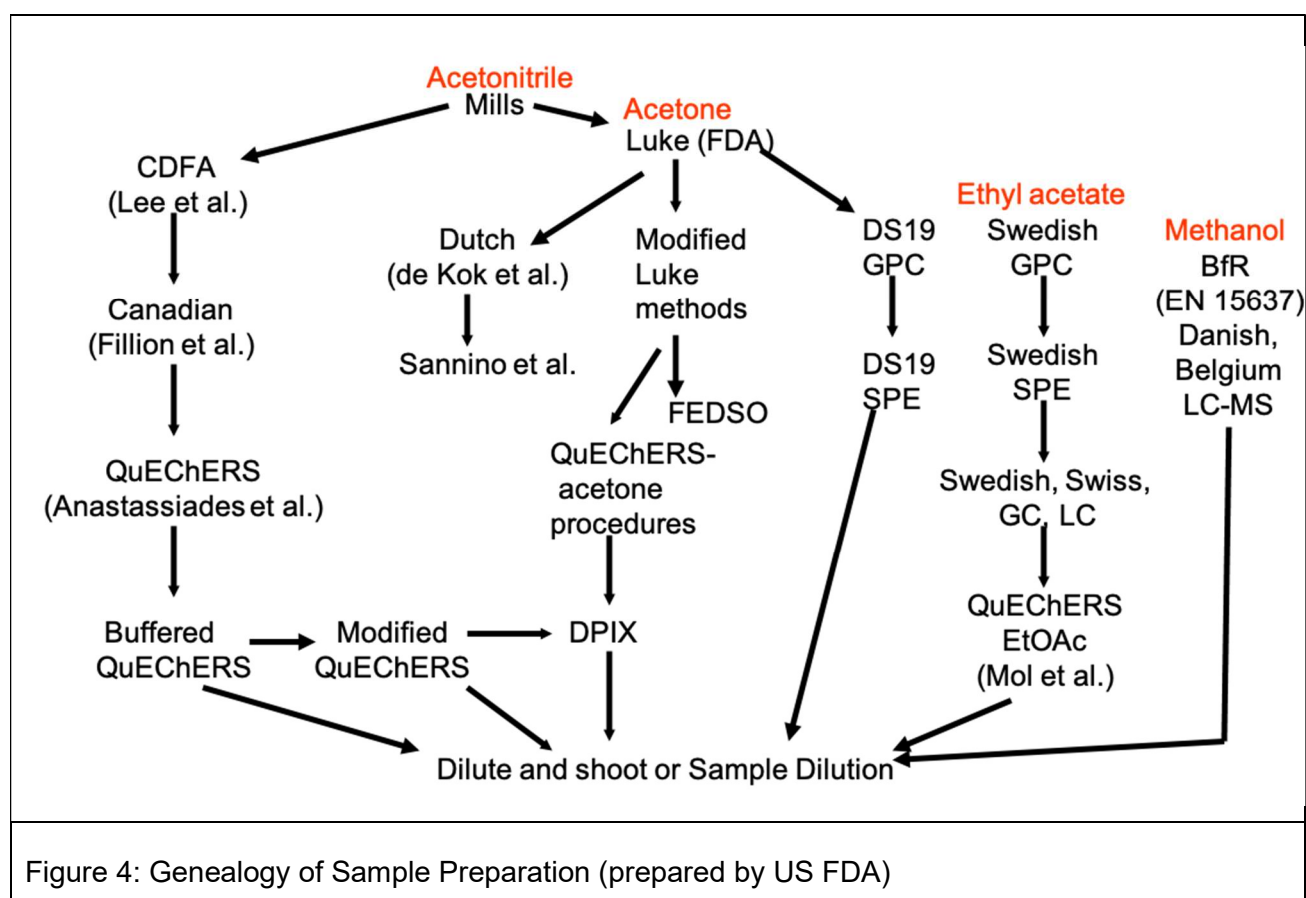 Acetonitrile
Mills
Acetone
Luke (FDA)
CDFA
(Lee et al.)
Canadian
(Fillion et al.)
QuEChERS
(Anastassiades et al.)
Buffered
QuEChERS
Modified
QuEChERS
Dutch
(de Kok et al.)
Sannino et al.
Modified
Luke
methods
FEDSO
QuEChERS-
acetone
procedures
DPIX
DS19
GPC
DS19
SPE
Ethyl acetate
Swedish
GPC
Swedish
SPE
Swedish, Swiss,
GC, LC
QuEChERS
EtOAc
(Mol et al.)
Methanol
BfR
(EN 15637)
Danish,
Belgium
LC-MS
Dilute and shoot or Sample Dilution
Figure 4: Genealogy of Sample Preparation (prepared by US FDA)